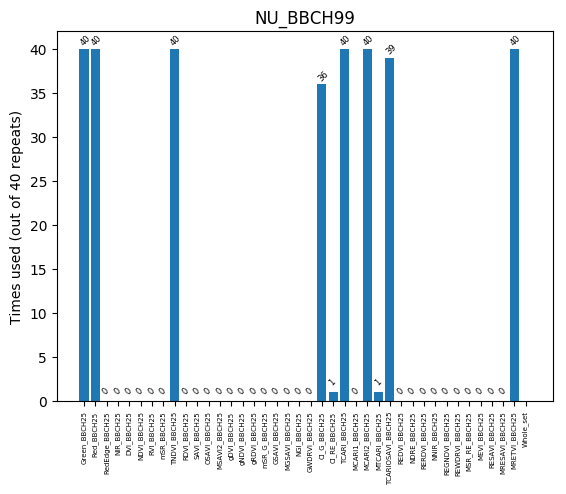 NU_BBCH99
Times used (out of 40 repeats)
40
35
30
25
20
15
10
5
0
40
40
0
0
0
0
0
0
40
0
0
0
0
0
0
0
0
0
0
0
0
36
1
40
0
40
1
39
0
0
0
0
0
0
0
0
0
0
40
Green_BBCH25
Red_BBCH25
RedEdge_BBCH25
NIR_BBCH25
DVI_BBCH25
NDVI_BBCH25
RVI_BBCH25
mSR_BBCH25
TNDVI_BBCH25
RDVI_BBCH25
SAVI_BBCH25
OSAVI_BBCH25
MSAVI2_BBCH25
gDVI_BBCH25
gNDVI_BBCH25
gRDVI_BBCH25
mSR_G_BBCH25
GSAVI_BBCH25
MGSAVI_BBCH25
NGI_BBCH25
GWDRVI_BBCH25
CI_G_BBCH25
CI_RE_BBCH25
TCARI_BBCH25
MCARI1_BBCH25
MCARI2_BBCH25
MTCARI_BBCH25
TCARIOSAVI_BBCH25
REDVI_BBCH25
NDRE_BBCH25
RERDVI_BBCH25
NNIR_BBCH25
REGNDVI_BBCH25
REWDRVI_BBCH25
MSR_RE_BBCH25
MEVI_BBCH25
RESAVI_BBCH25
MRESAVI_BBCH25
MRETVI_BBCH25
Whole_set